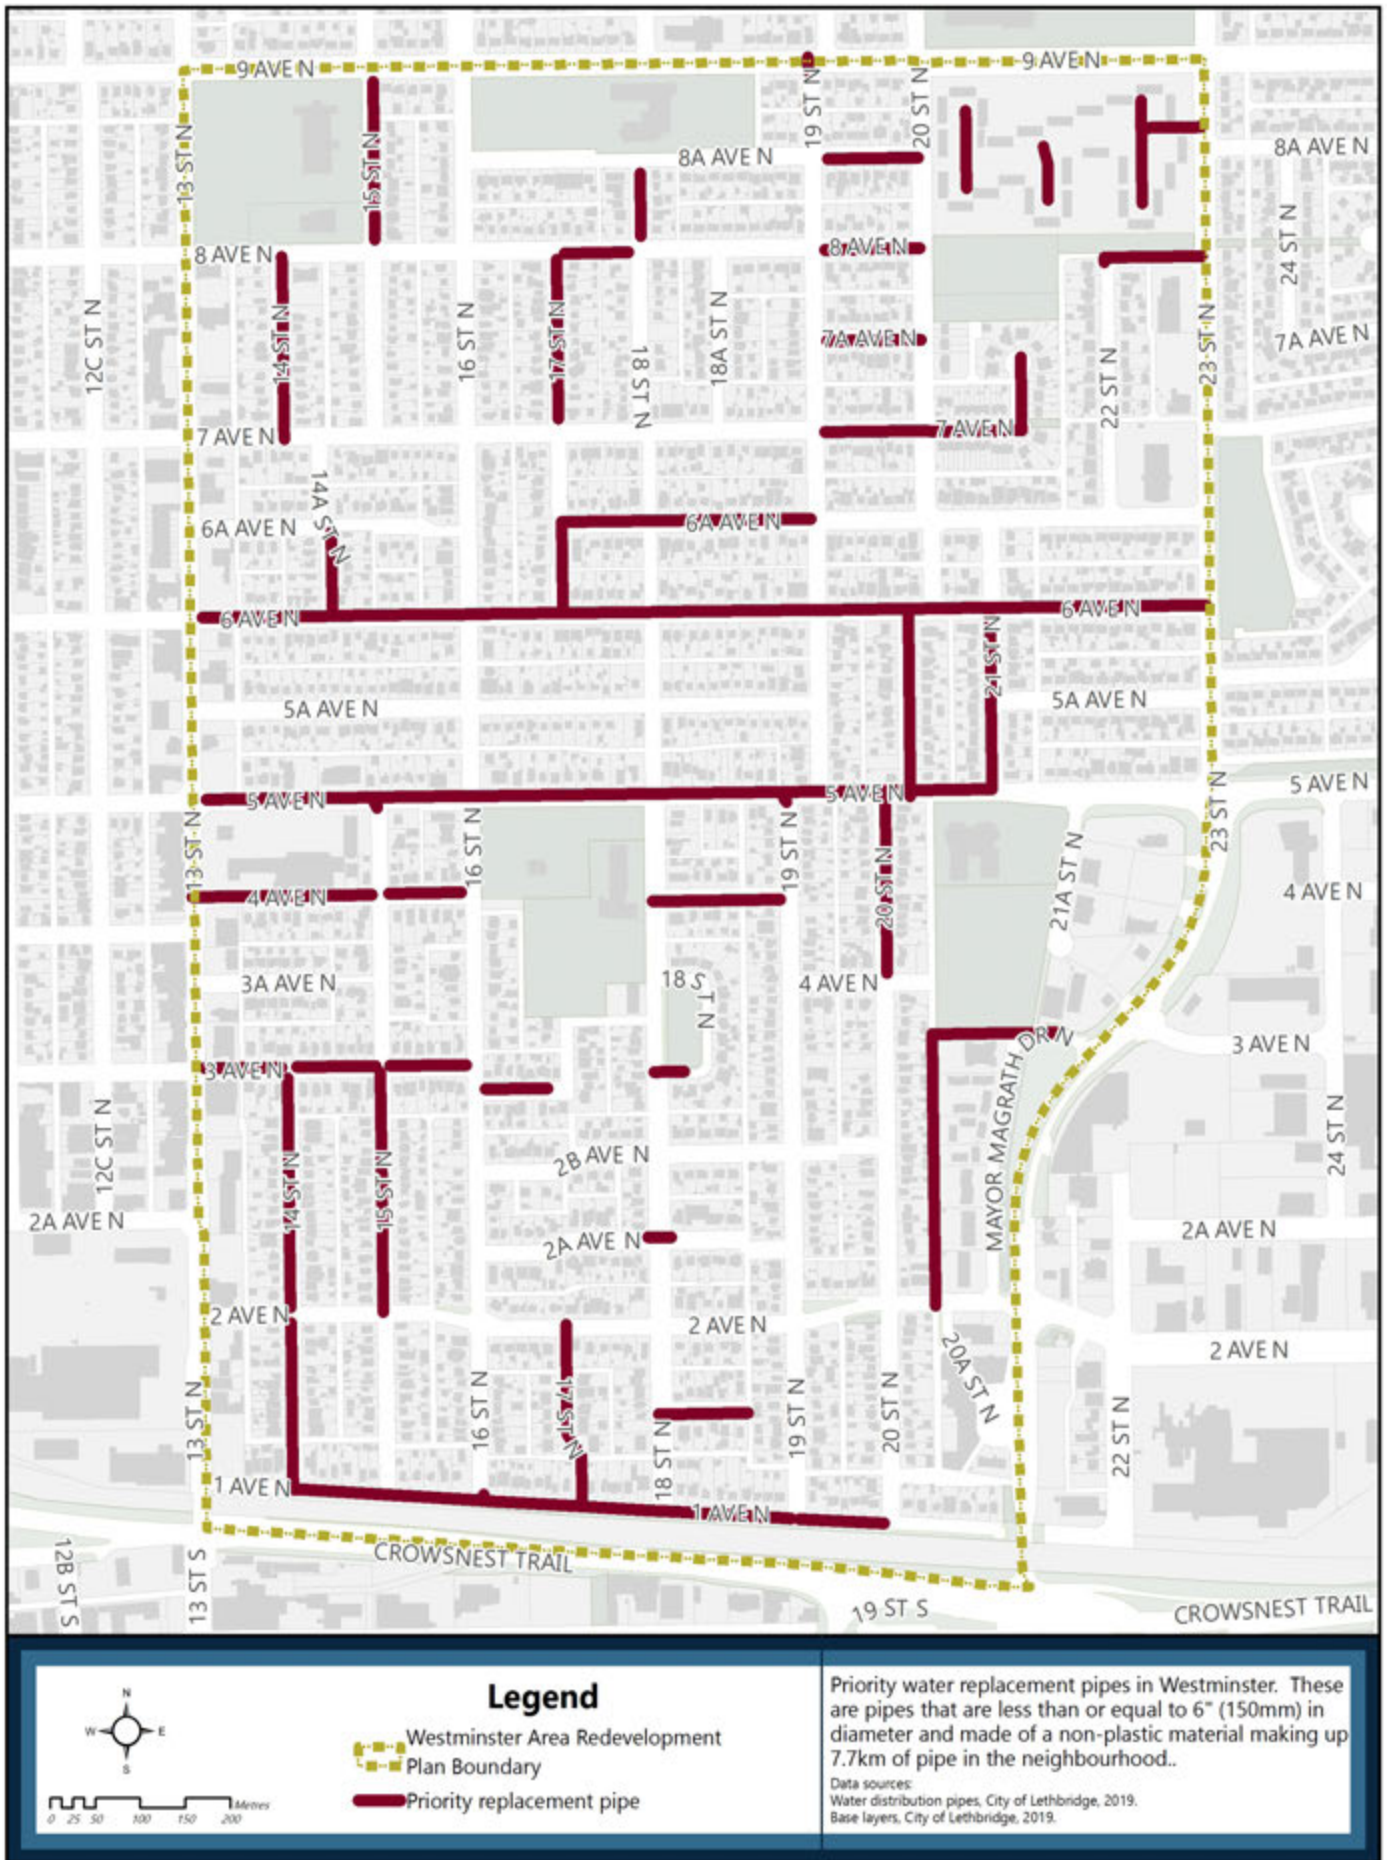 9 AVE N
9 AVE N
19 ST N
20 ST N
13 ST N
15 ST N
8A AVE N
8A AVE N
24 ST N
8 AVE N
8 AVE N
12C ST N
14 ST N
16 ST N
17 ST N
18 ST N
18A ST N
7A AVE N
7A AVE N
22 ST N
23 ST N
7 AVE N
7 AVE N
14A ST N
6A AVE N
6A AVE N
6 AVE N
6 AVE N
21 ST N
5A AVE N
5A AVE N
5 AVE N
5 AVE N
5 AVE N
23 ST N
13 ST N
16 ST N
19 ST N
20 ST N
21A ST N
4 AVE N
4 AVE N
3A AVE N
18 ST N
4 AVE N
3 AVE N
MAYOR MAGRATH DR N
3 AVE N
12C ST N
14 ST N
15 ST N
2B AVE N
24 ST N
2A AVE N
2A AVE N
2A AVE N
2 AVE N
2 AVE N
2 AVE N
20A ST N
13 ST N
16 ST N
17 ST N
18 ST N
19 ST N
20 ST N
22 ST N
1 AVE N
1 AVE N
12B ST S
13 ST S
CROWSNEST TRAIL
19 ST S
CROWSNEST TRAIL
N
W
E
S
0 25 50 100 150 200
Metres
Legend
Westminster Area Redevelopment
Plan Boundary
Priority replacement pipe
Priority water replacement pipes in Westminster. These
are pipes that are less than or equal to 6" (150mm) in
diameter and made of a non-plastic material making up
7.7km of pipe in the neighbourhood..
Data sources:
Water distribution pipes, City of Lethbridge, 2019.
Base layers, City of Lethbridge, 2019.